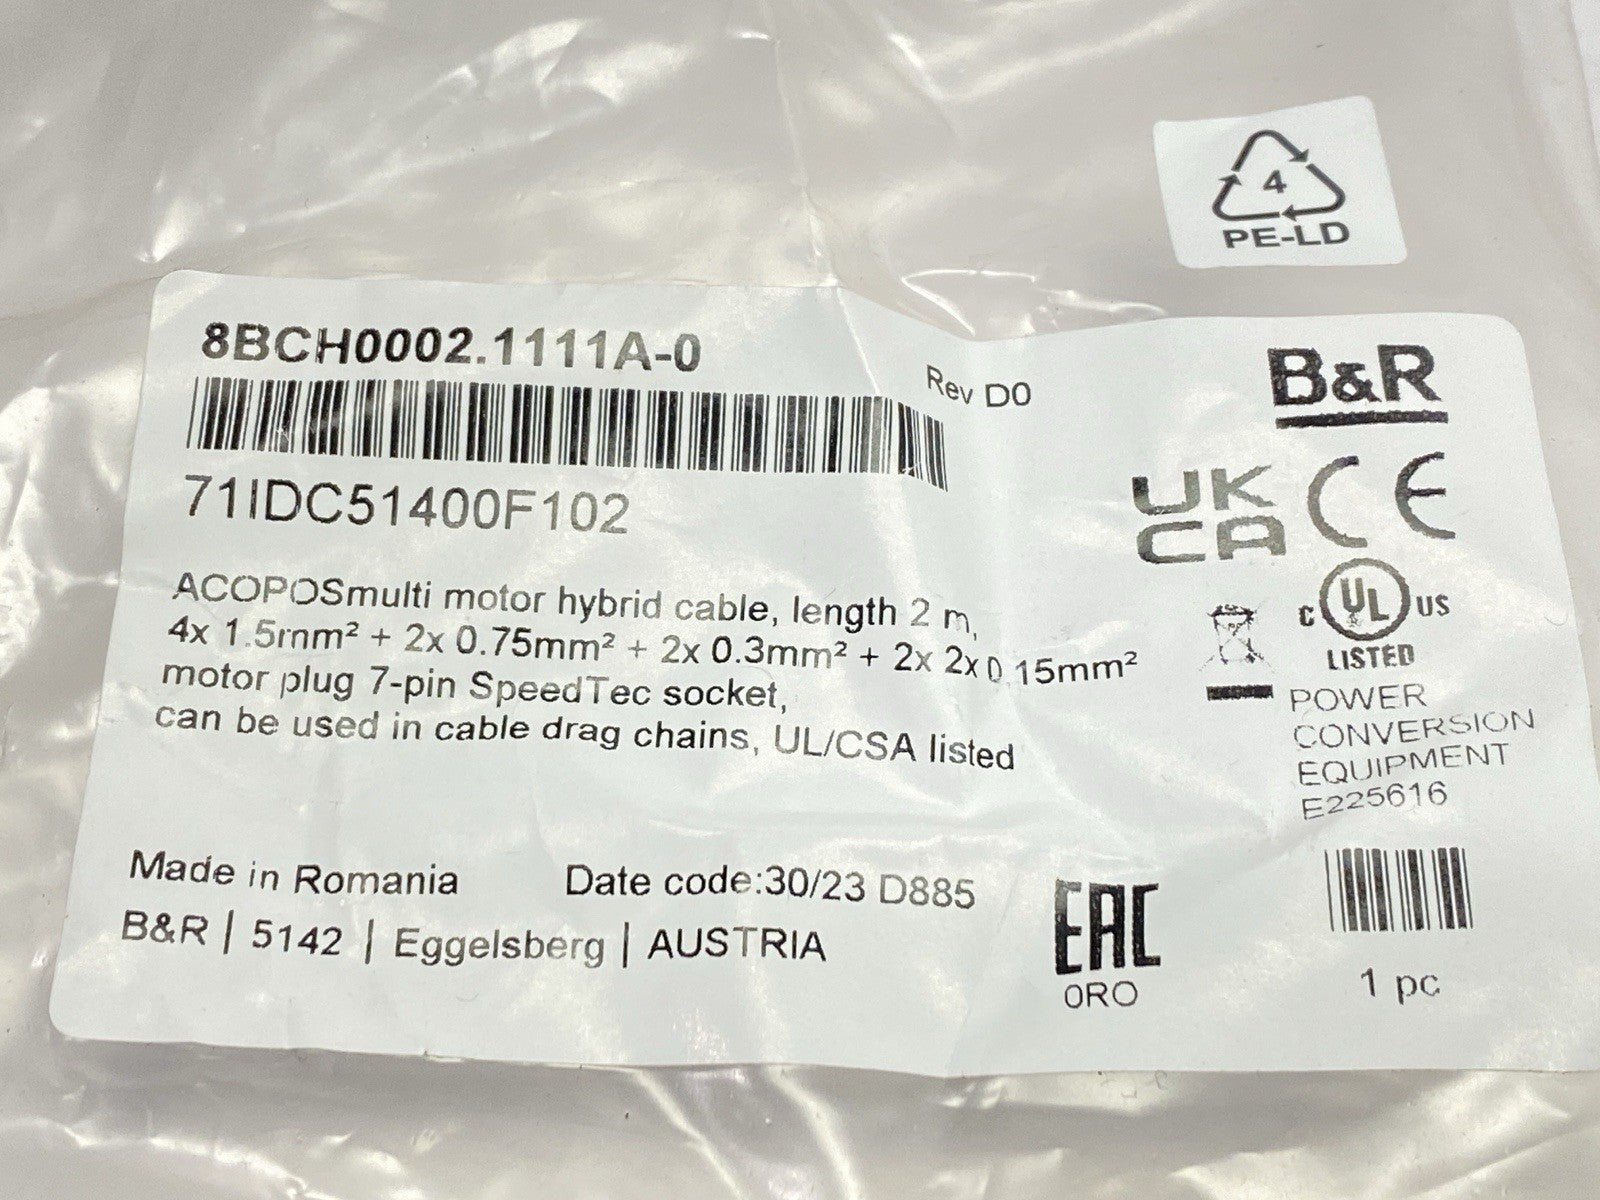 4
PE-LD
8BCH0002.1111A-0
Rev D0
B&R
71IDC51400F102
UK
CA
CE
ACOPOSmulti motor hybrid cable, length 2 m,
4x 1.5mm² + 2x 0.75mm² + 2x 0.3mm² + 2x 2x0.15mm²
motor plug 7-pin SpeedTec socket,
can be used in cable drag chains, UL/CSA listed
C UL US
LISTED
POWER
CONVERSION
EQUIPMENT
E225616
Made in Romania Date code:30/23 D885
B&R | 5142 | Eggelsberg | AUSTRIA
EAC
0RO
1 pc